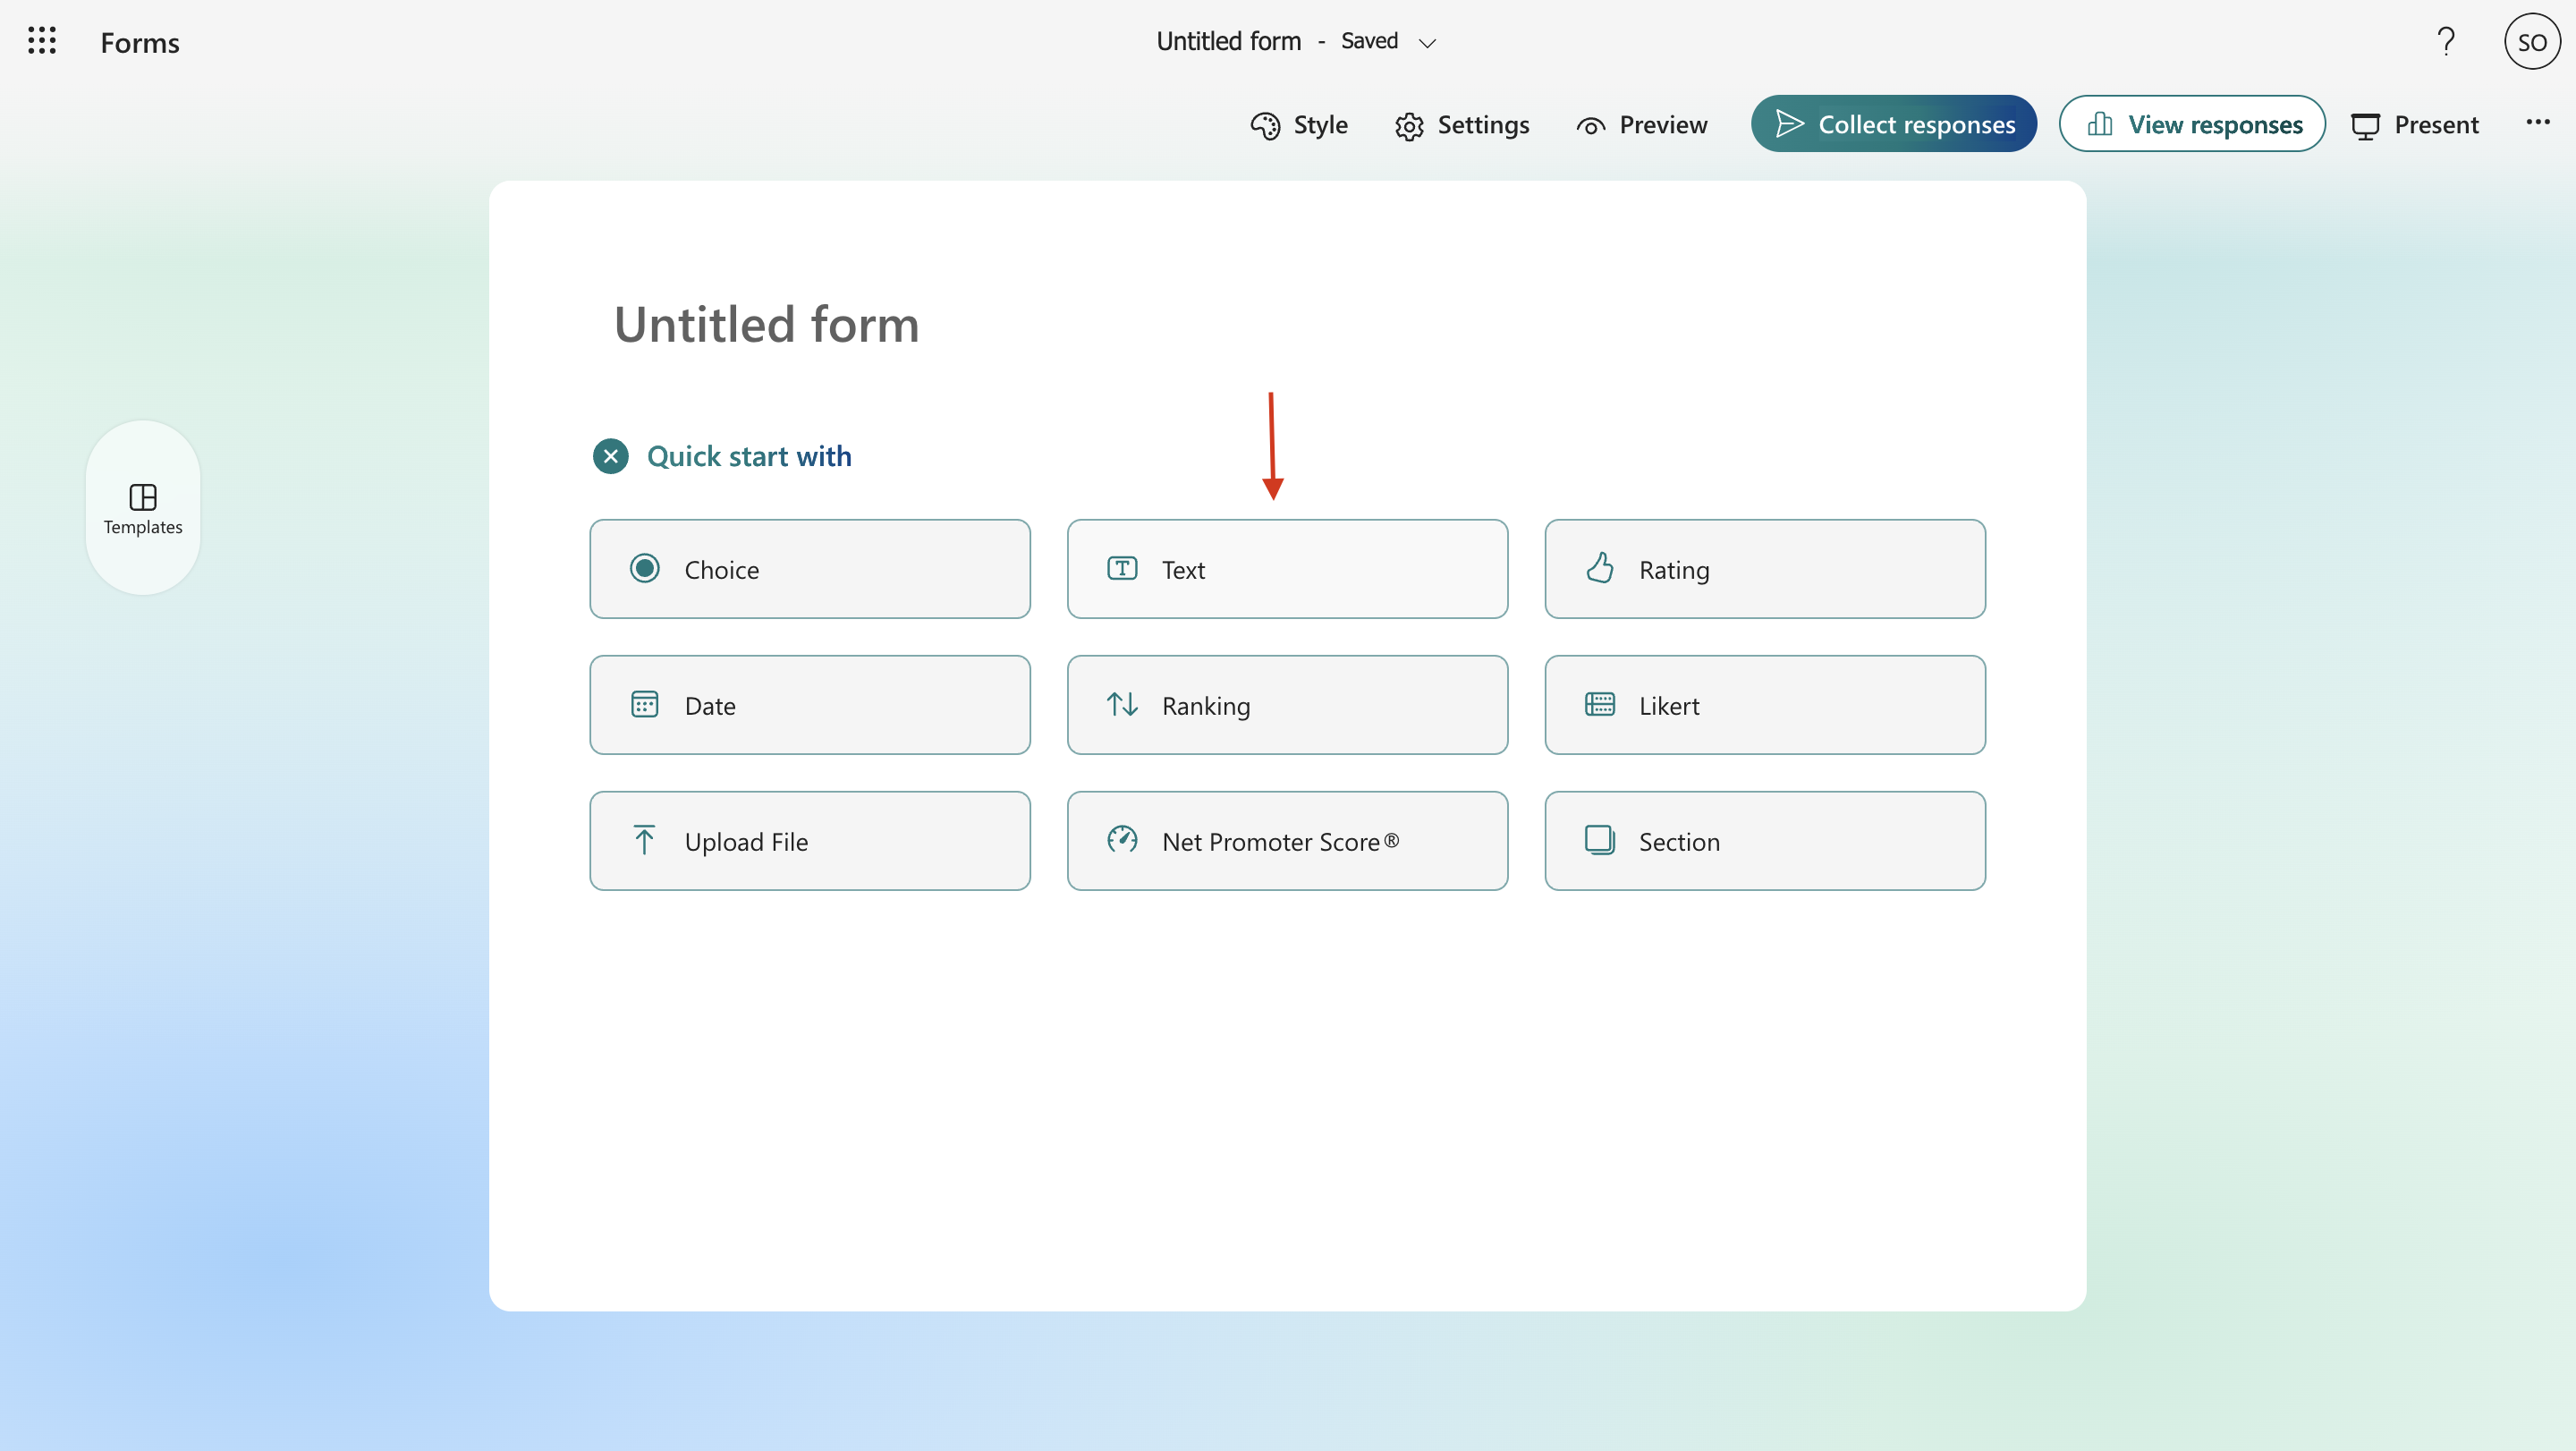 Forms
Untitled form - Saved
SO
Style
Settings
Preview
Collect responses
View responses
Present
Untitled form
Quick start with
Templates
Choice
Text
Rating
Date
Ranking
Likert
Upload File
Net Promoter Score®
Section